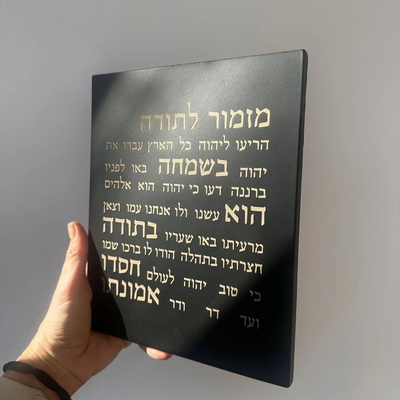 מזמור לתודה
הריעו ליהוה כל הארץ עבדו את
יהוה בשמחה באו לפניו
ברננה דעו כי יהוה הוא אלהים
הוא עשנו ולו אנחנו עמו וצאן
מרעיתו באו שעריו בתודה
חצרתיו בתהלה הודו לו ברכו שמו
כי טוב יהוה לעולם חסדו
ועד דר ודר אמונתו